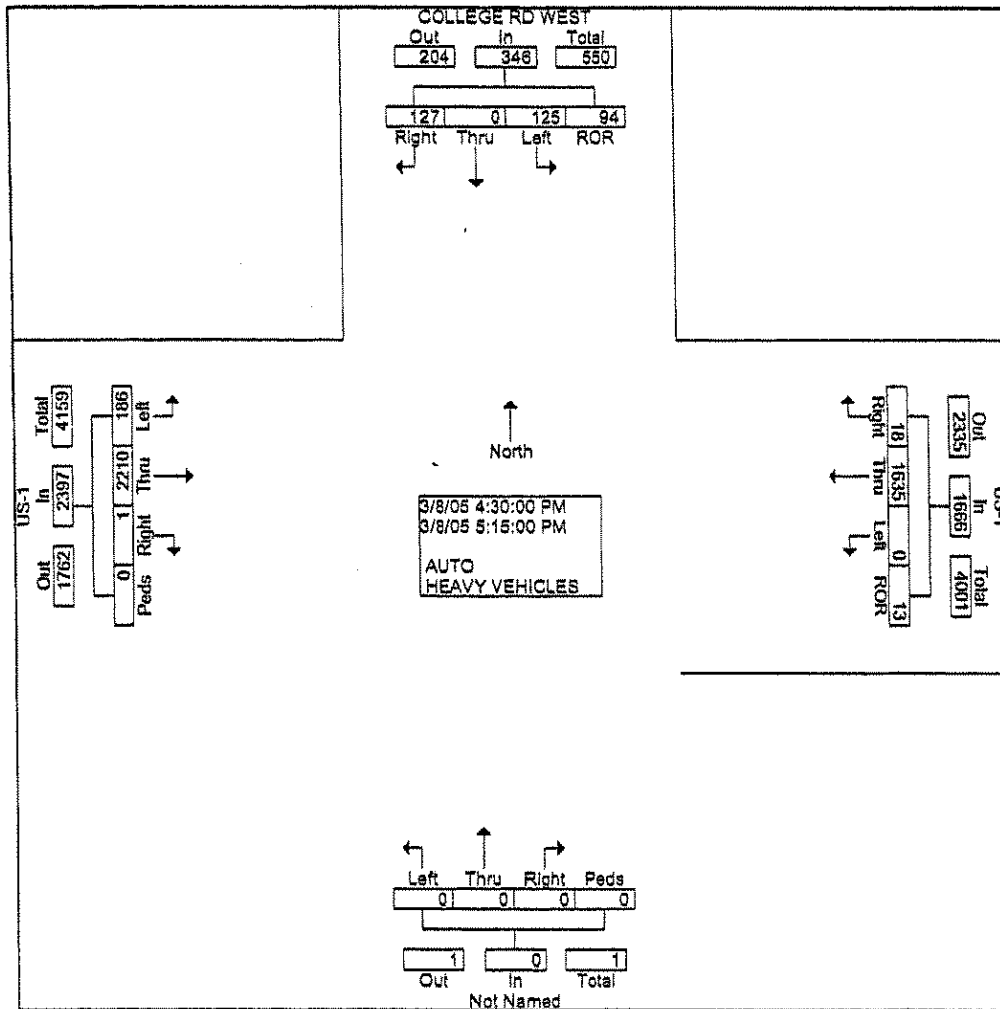 COLLEGE RD WEST
Out In Total
204 346 550
127 0 125 94
Right Thru Left ROR
US-1
Total In Out
4159 2397 1762
186 2210 1 0
Left Thru Right Peds
North
3/8/05 4:30:00 PM
3/8/05 5:15:00 PM
AUTO
HEAVY VEHICLES
Right Thru Left ROR
18 1635 0 13
Out In Total
2335 1666 4001
Left Thru Right Peds
0 0 0 0
1 0 1
Out In Total
Not Named